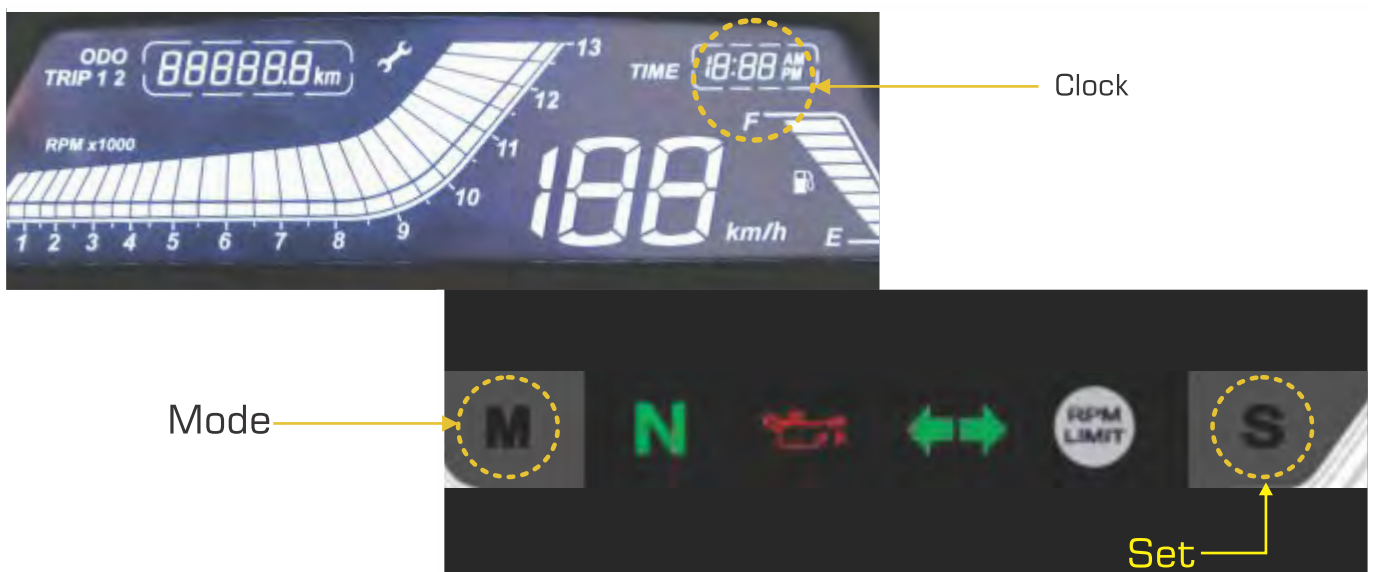 ODO
TRIP 1 2
88888.8 km
TIME 18:88 AM
PM
Clock
RPM x1000
1 2 3 4 5 6 7 8 9 10 11 12 13
188 km/h
F
E
Mode
M
N
RPM
LIMIT
S
Set